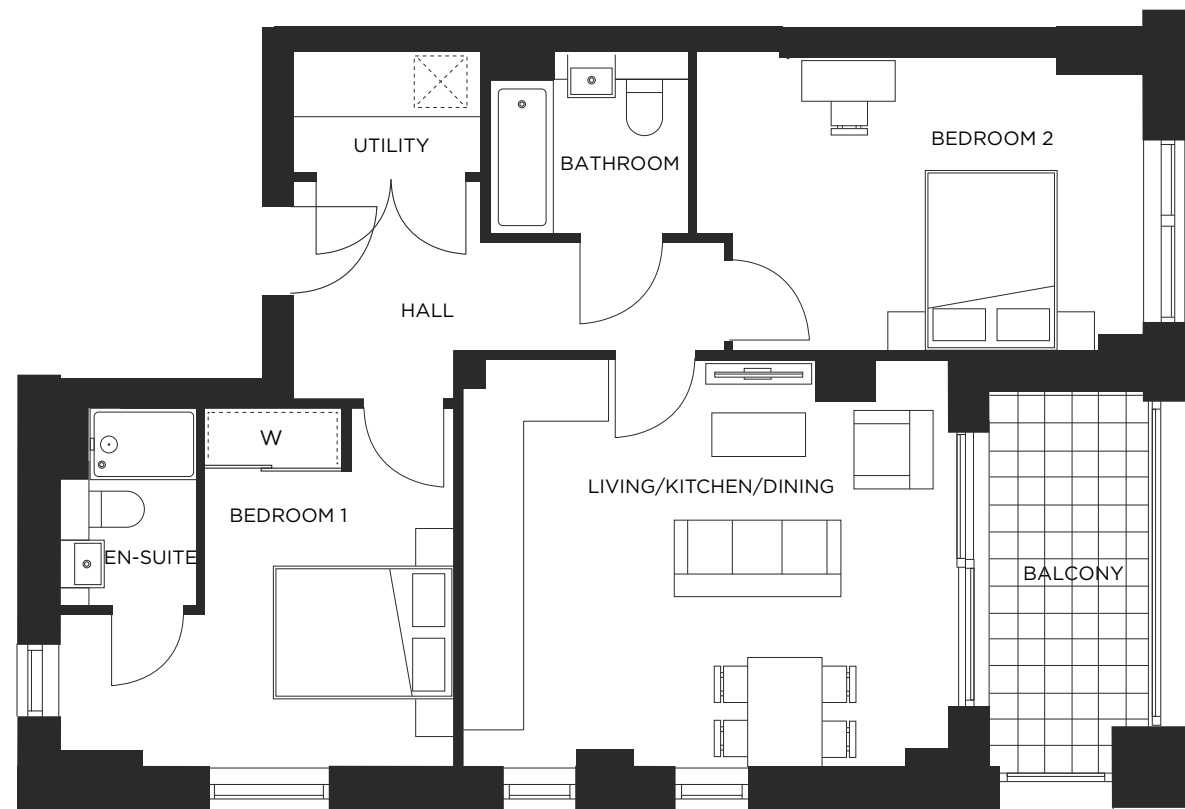 BEDROOM 2
UTILITY
BATHROOM
HALL
W
LIVING/KITCHEN/DINING
BEDROOM 1
EN-SUITE
BALCONY